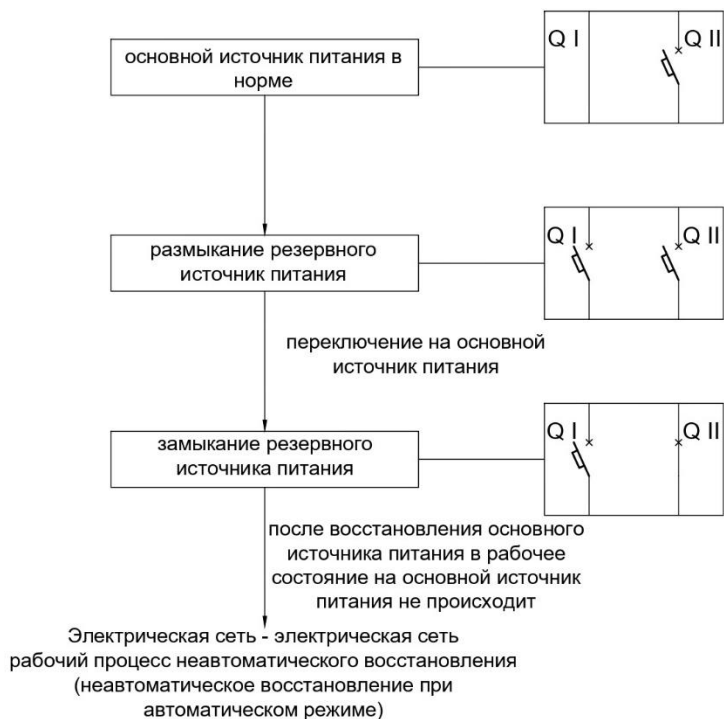 основной источник питания в
норме
Q I
Q II
размыкание резервного
источник питания
Q I
Q II
переключение на основной
источник питания
замыкание резервного
источника питания
Q I
Q II
после восстановления основного
источника питания в рабочее
состояние на основной источник
питания не происходит
Электрическая сеть - электрическая сеть
рабочий процесс неавтоматического восстановления
(неавтоматическое восстановление при
автоматическом режиме)